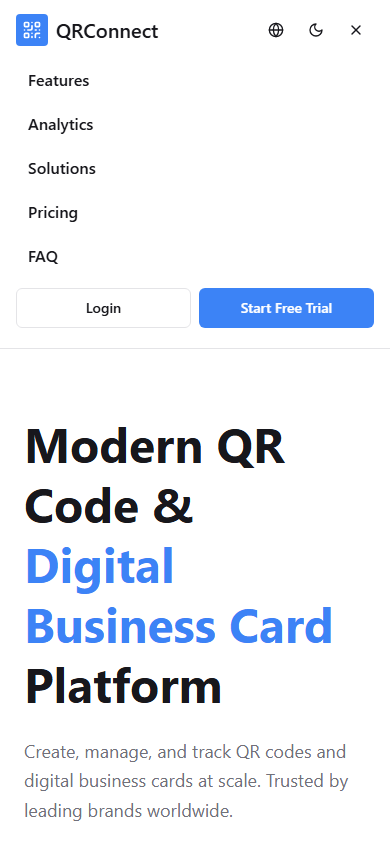 QRConnect
Features
Analytics
Solutions
Pricing
FAQ
Login
Start Free Trial
Modern QR
Code &
Digital
Business Card
Platform
Create, manage, and track QR codes and
digital business cards at scale. Trusted by
leading brands worldwide.